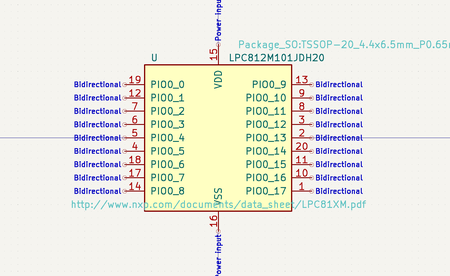 Power input
Package_SO:TSSOP-20_4.4x6.5mm_P0.65m
15
U
LPC812M101JDH20
VDD
Bidirectional 19 PIO0_0 PIO0_9 13 Bidirectional
Bidirectional 12 PIO0_1 PIO0_10 9 Bidirectional
Bidirectional 7 PIO0_2 PIO0_11 8 Bidirectional
Bidirectional 6 PIO0_3 PIO0_12 3 Bidirectional
Bidirectional 5 PIO0_4 PIO0_13 2 Bidirectional
Bidirectional 4 PIO0_5 PIO0_14 20 Bidirectional
Bidirectional 18 PIO0_6 PIO0_15 11 Bidirectional
Bidirectional 17 PIO0_7 PIO0_16 10 Bidirectional
Bidirectional 14 PIO0_8 PIO0_17 1 Bidirectional
VSS
http://www.nxp.com/documents/data_sheet/LPC81XM.pdf
16
Power input